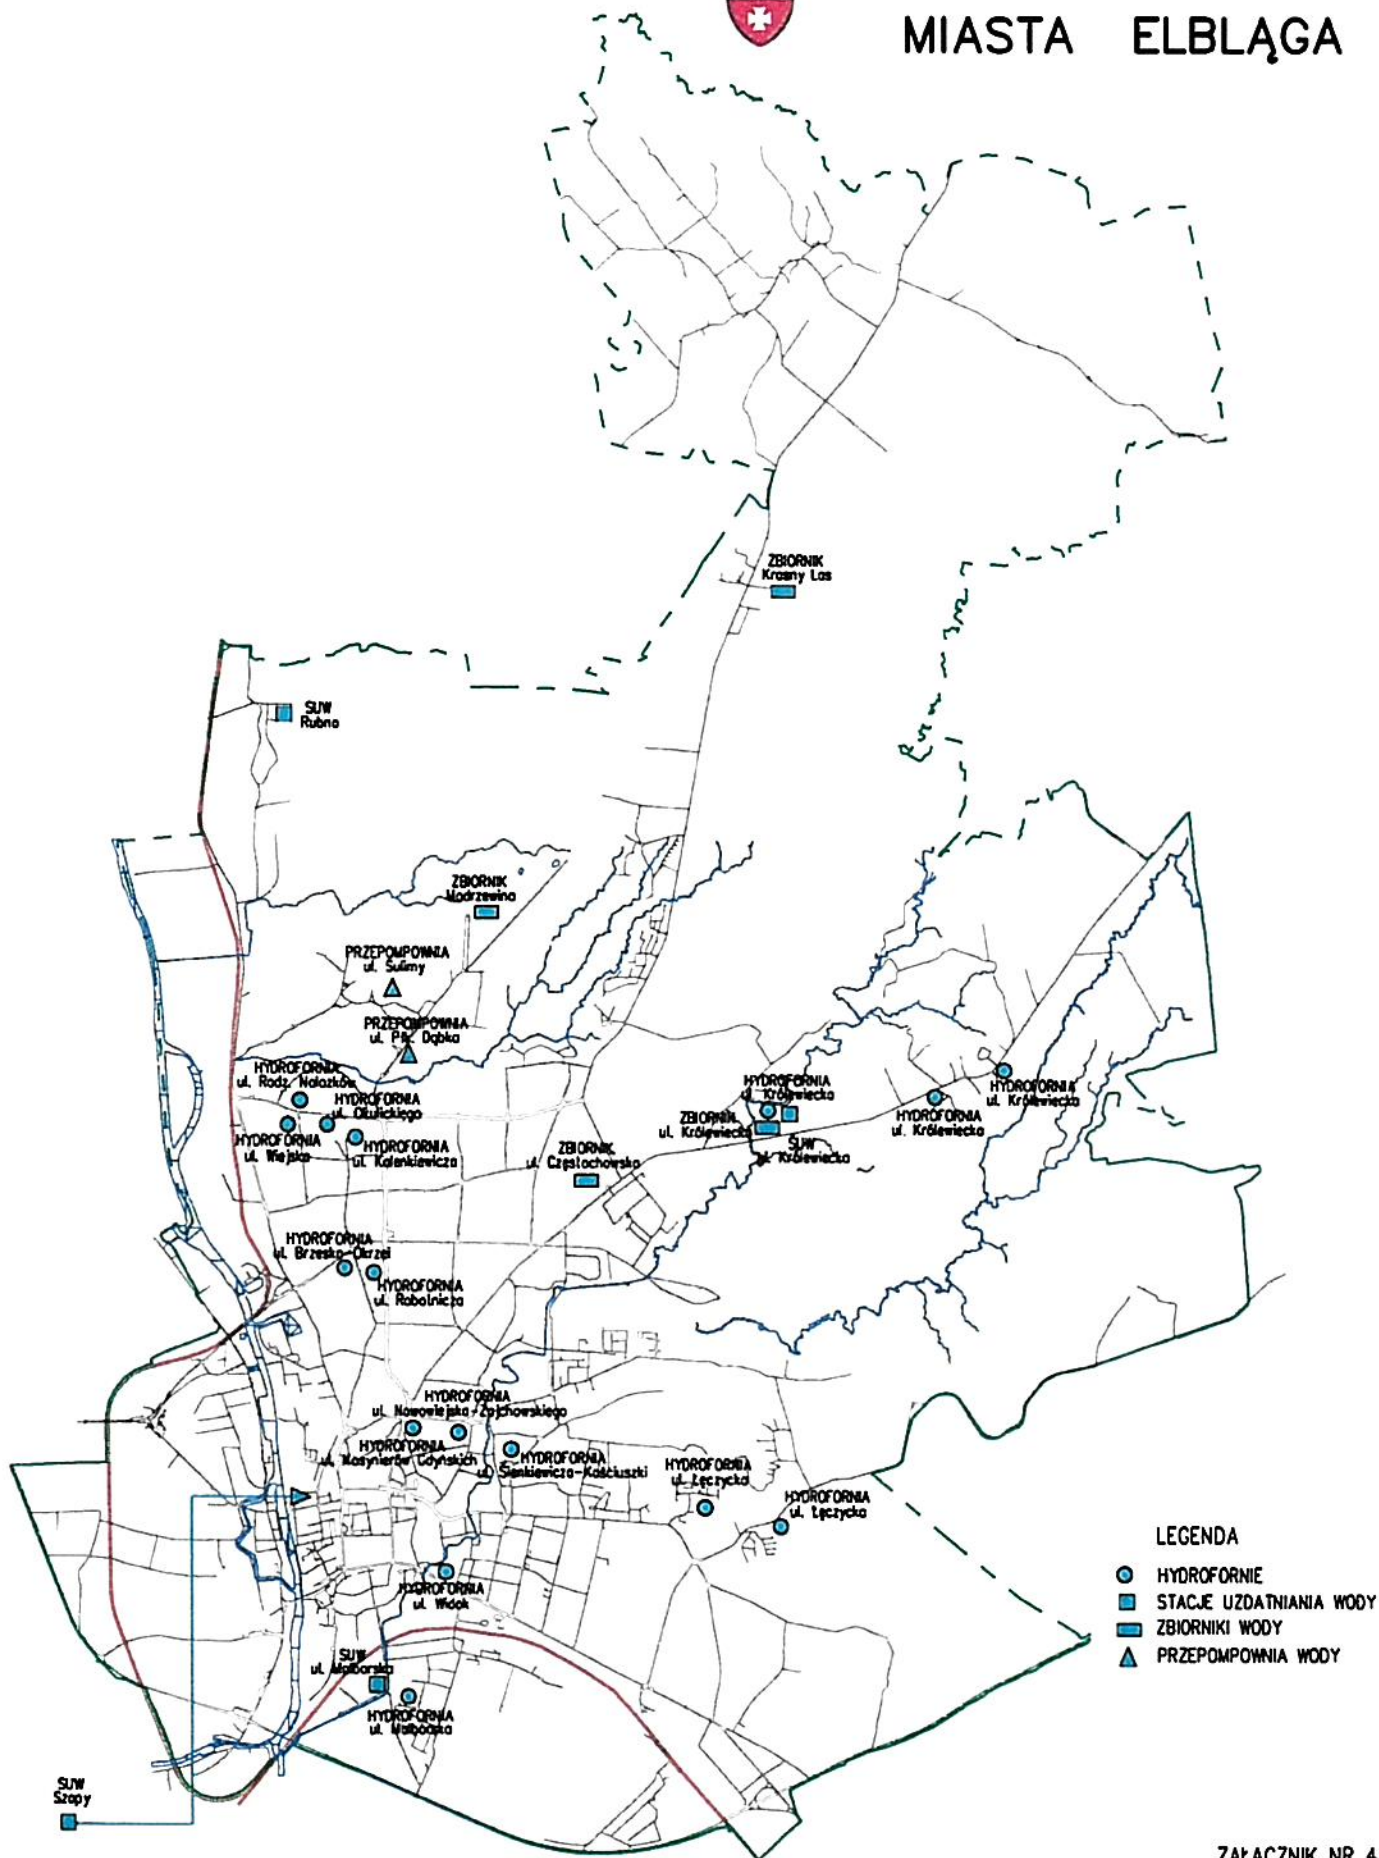 MIASTA ELBLĄGA
ZBIORNIK
Krasny Las
SUW
Rubno
ZBIORNIK
Modrzewina
PRZEPOMPOWNIA
ul. Sulimy
PRZEPOMPOWNIA
ul. Płk. Dąbka
HYDROFORNIA
ul. Rodz. Nalazków
HYDROFORNIA
ul. Okulickiego
HYDROFORNIA
ul. Wiejska
HYDROFORNIA
ul. Kalenkiewicza
HYDROFORNIA
ul. Królewiecka
ZBIORNIK
ul. Królewiecka
SUW
ul. Królewiecka
HYDROFORNIA
ul. Królewiecka
HYDROFORNIA
ul. Królewiecka
ZBIORNIK
ul. Częstochowska
HYDROFORNIA
ul. Brzeska-Okrzei
HYDROFORNIA
ul. Robotnicza
HYDROFORNIA
ul. Nowowiejska-Zajchowskiego
HYDROFORNIA
ul. Kosynierów Gdyńskich
HYDROFORNIA
ul. Sienkiewicza-Kościuszki
HYDROFORNIA
ul. Łęczycka
HYDROFORNIA
ul. Łęczycka
HYDROFORNIA
ul. Widok
SUW
ul. Malborska
HYDROFORNIA
ul. Malborska
SUW
Szopy
LEGENDA
HYDROFORNIE
STACJE UZDATNIANIA WODY
ZBIORNIKI WODY
PRZEPOMPOWNIA WODY
ZAŁĄCZNIK NR 4